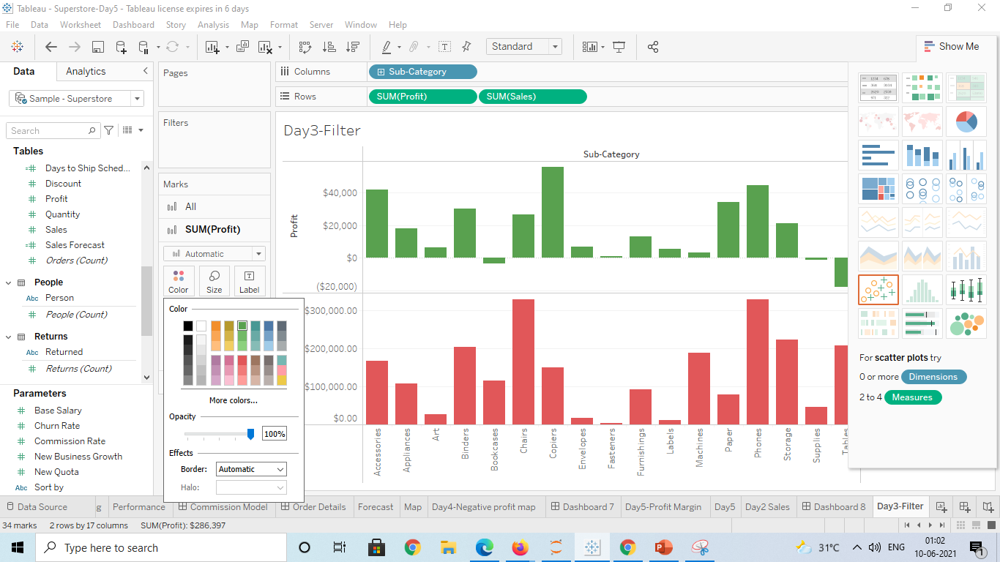 Tableau - Superstore-Day5 - Tableau license expires in 6 days
File Data Worksheet Dashboard Story Analysis Map Format Server Window Help
Standard
Show Me
Data Analytics
Sample - Superstore
Search
Tables
Days to Ship Sched...
Discount
Profit
Quantity
Sales
Sales Forecast
Orders (Count)
People
Abc Person
People (Count)
Returns
Abc Returned
Returns (Count)
Parameters
Base Salary
Churn Rate
Commission Rate
New Business Growth
New Quota
Abc Sort by
Pages
Filters
Marks
All
SUM(Profit)
Automatic
Color Size Label
Color
More colors...
Opacity
100%
Effects
Border: Automatic
Halo:
Columns Sub-Category
Rows SUM(Profit) SUM(Sales)
Day3-Filter
Sub-Category
Profit
$40,000
$20,000
$0
($20,000)
$300,000.00
$200,000.00
$100,000.00
$0.00
Accessories
Appliances
Art
Binders
Bookcases
Chairs
Copiers
Envelopes
Fasteners
Furnishings
Labels
Machines
Paper
Phones
Storage
Supplies
Tables
For scatter plots try
0 or more Dimensions
2 to 4 Measures
Data Source g Performance Commission Model Order Details Forecast Map Day4-Negative profit map Dashboard 7 Day5-Profit Margin Day5 Day2 Sales Dashboard 8 Day3-Filter
34 marks 2 rows by 17 columns SUM(Profit): $286,397
Type here to search
31°C ENG
01:02
10-06-2021
1